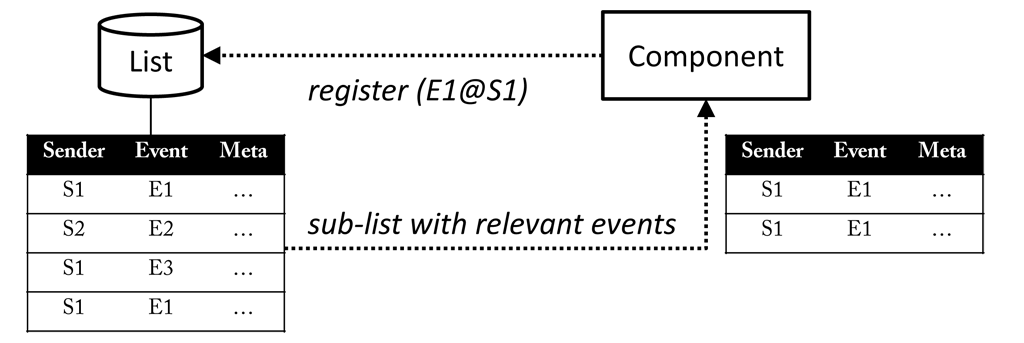 List
Component
register (E1@S1)
Sender Event Meta
S1 E1 ...
S2 E2 ...
S1 E3 ...
S1 E1 ...
sub-list with relevant events
Sender Event Meta
S1 E1 ...
S1 E1 ...